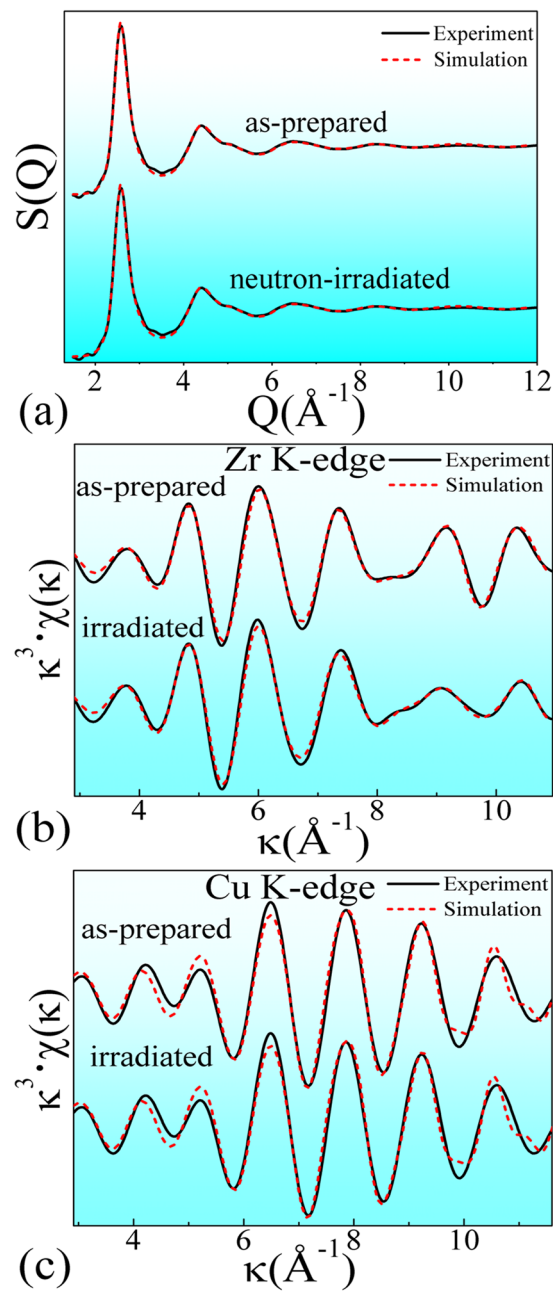 Experiment
Simulation
as-prepared
neutron-irradiated
S(Q)
2 4 6 8 10 12
Q(Å⁻¹)
(a)
Zr K-edge
Experiment
Simulation
as-prepared
irradiated
κ³·χ(κ)
4 6 8 10
κ(Å⁻¹)
(b)
Cu K-edge
Experiment
Simulation
as-prepared
irradiated
κ³·χ(κ)
4 6 8 10
κ(Å⁻¹)
(c)